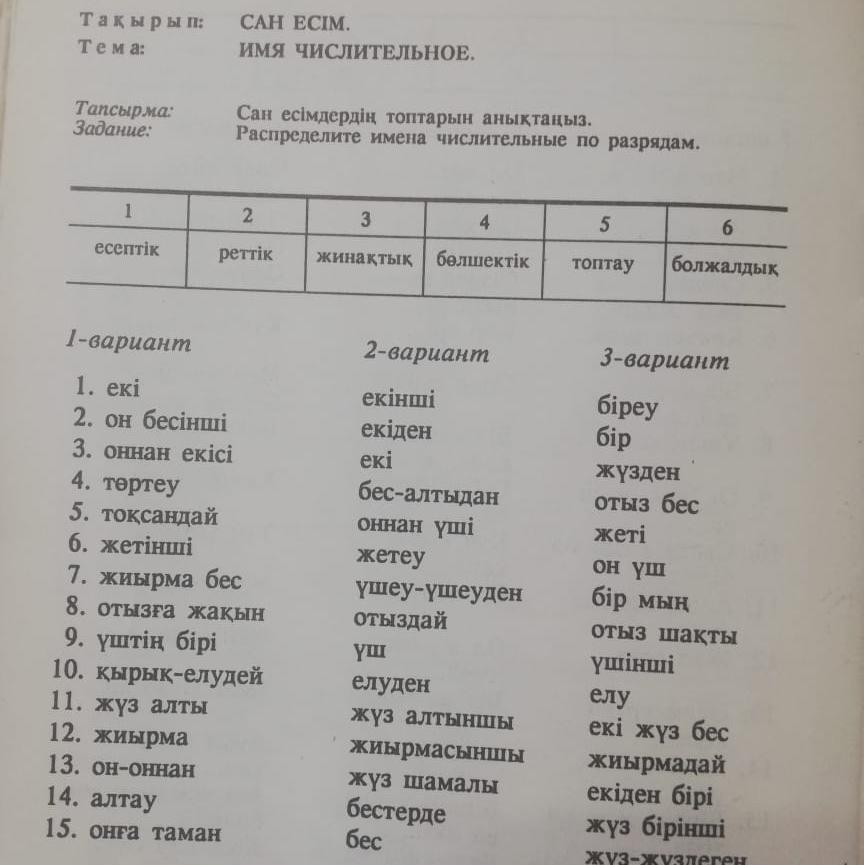 Тақырып: САН ЕСІМ.
Тема: ИМЯ ЧИСЛИТЕЛЬНОЕ.
Тапсырма: Сан есімдердің топтарын анықтаңыз.
Задание: Распределите имена числительные по разрядам.
1 2 3 4 5 6
есептік реттік жинақтық бөлшектік топтау болжалдық
1-вариант 2-вариант 3-вариант
1. екі екінші біреу
2. он бесінші екіден бір
3. оннан екісі екі жүзден
4. төртеу бес-алтыдан отыз бес
5. тоқсандай оннан үші жеті
6. жетінші жетеу он үш
7. жиырма бес үшеу-үшеуден бір мың
8. отызға жақын отыздай отыз шақты
9. үштің бірі үш үшінші
10. қырық-елудей елуден елу
11. жүз алты жүз алтыншы екі жүз бес
12. жиырма жиырмасыншы жиырмадай
13. он-оннан жүз шамалы екіден бірі
14. алтау бестерде жүз бірінші
15. онға таман бес жүз-жүздеген